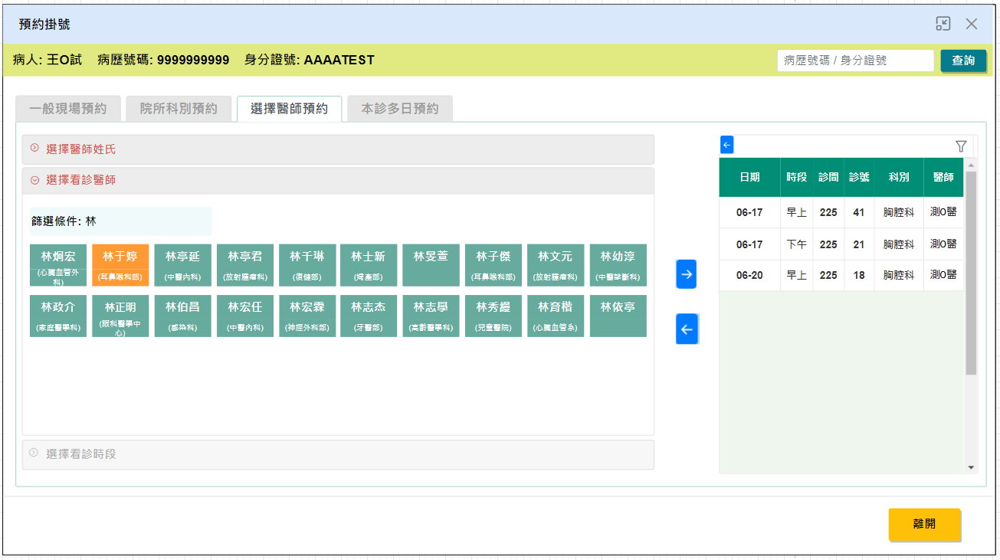 預約掛號
病人: 王O試 病歷號碼: 9999999999 身分證號: AAAATEST 病歷號碼 / 身分證號 查詢
一般現場預約 院所科別預約 選擇醫師預約 本診多日預約
選擇醫師姓氏
選擇看診醫師
篩選條件: 林
林炯宏 林于婷 林亭延 林亭君 林千琳 林士新 林旻萱 林子傑 林文元 林幼淳
(心臟血管外科) (耳鼻喉科部) (中醫內科) (放射腫瘤科) (復健部) (婦產部) (耳鼻喉科部) (放射腫瘤科) (中醫診斷科)
林政介 林正明 林伯昌 林宏任 林宏霖 林志杰 林志學 林秀縵 林育楷 林依亭
(家庭醫學科) (眼科醫學中心) (感染科) (中醫內科) (神經外科部) (牙醫部) (高齡醫學科) (兒童醫院) (心臟血管系)
選擇看診時段
日期 時段 診間 診號 科別 醫師
06-17 早上 225 41 胸腔科 測O醫
06-17 下午 225 21 胸腔科 測O醫
06-20 早上 225 18 胸腔科 測O醫
離開